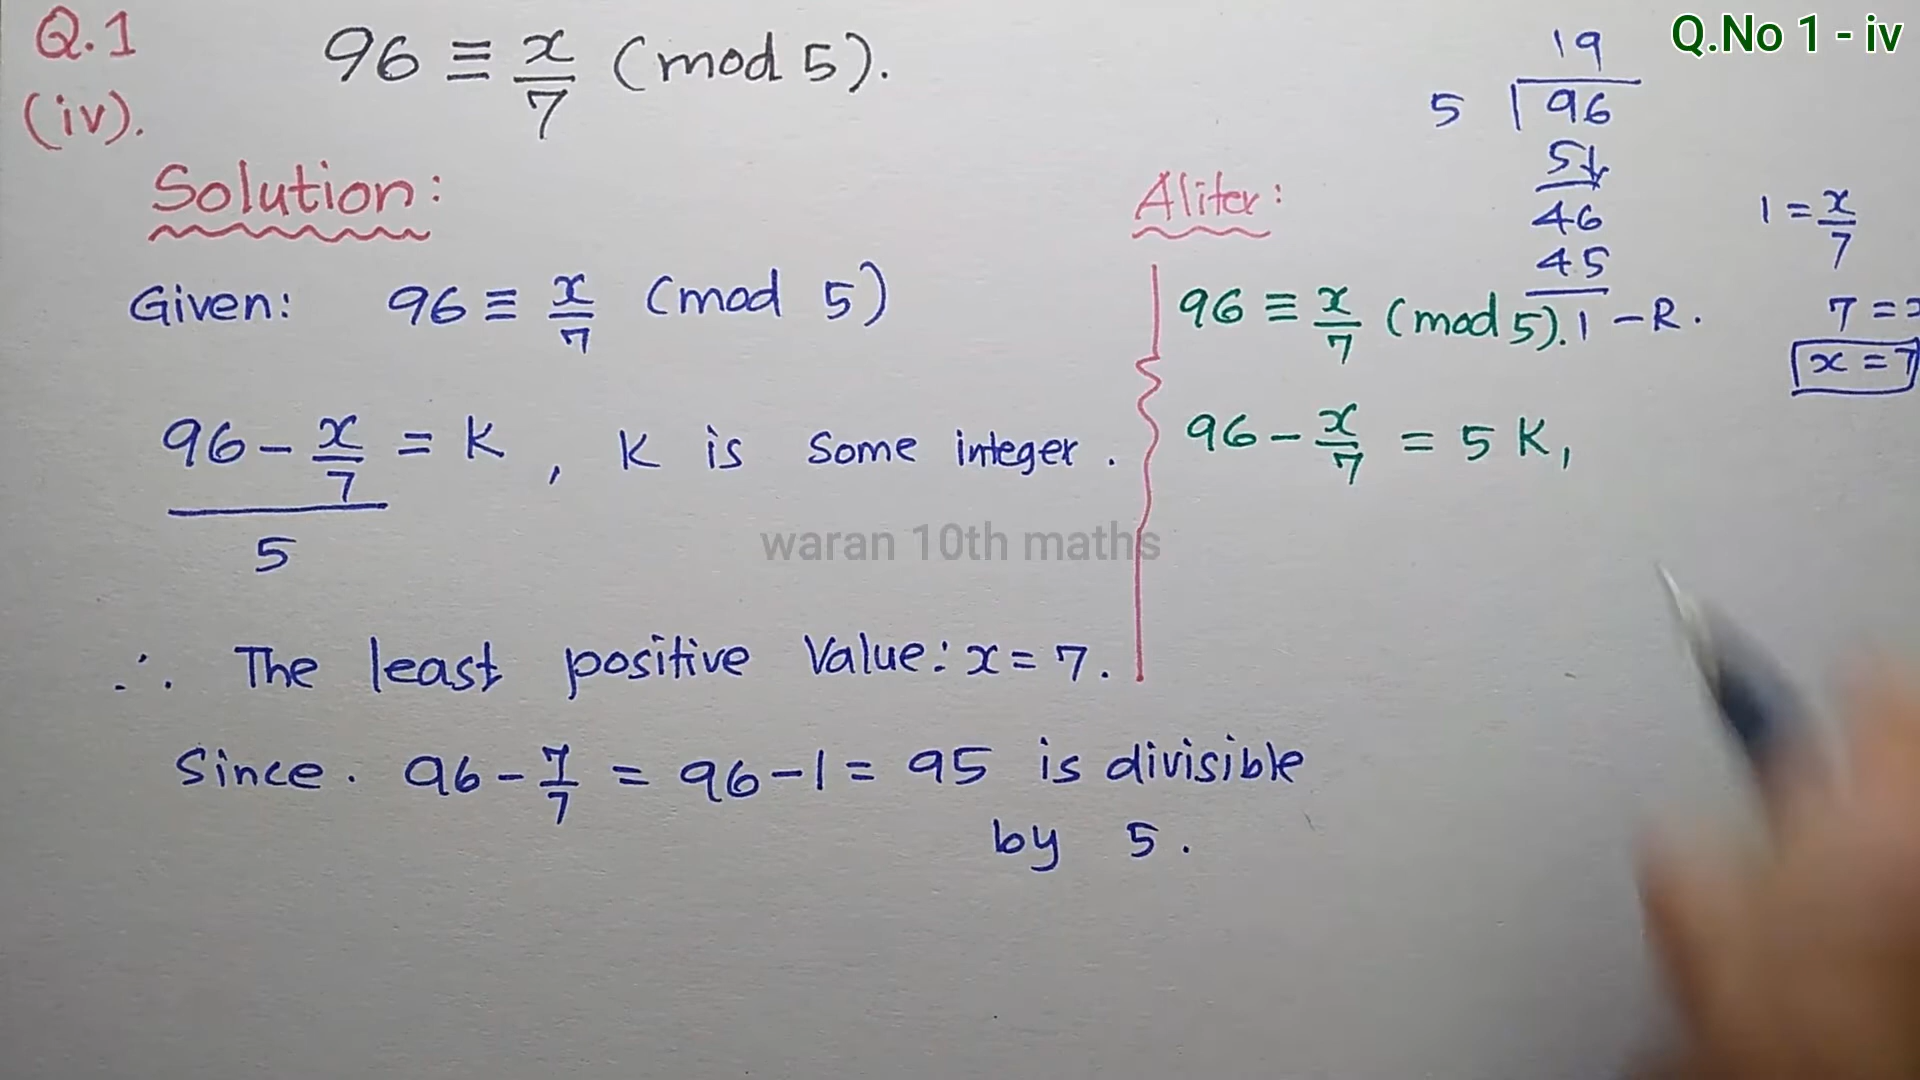 Q.1
(iv).
96 ≡ x/7 (mod 5).
Q.No 1 - iv
Solution:
Given: 96 ≡ x/7 (mod 5)
96 - x/7 = K , K is some integer.
5
∴ The least positive value: x = 7.
Since. 96 - 7/7 = 96 - 1 = 95 is divisible
by 5.
Aliter:
96 ≡ x/7 (mod 5).
96 - x/7 = 5K,
19
5 96
5↓
46
45
1 - R.
1 = x/7
7 =
x = 7
waran 10th maths